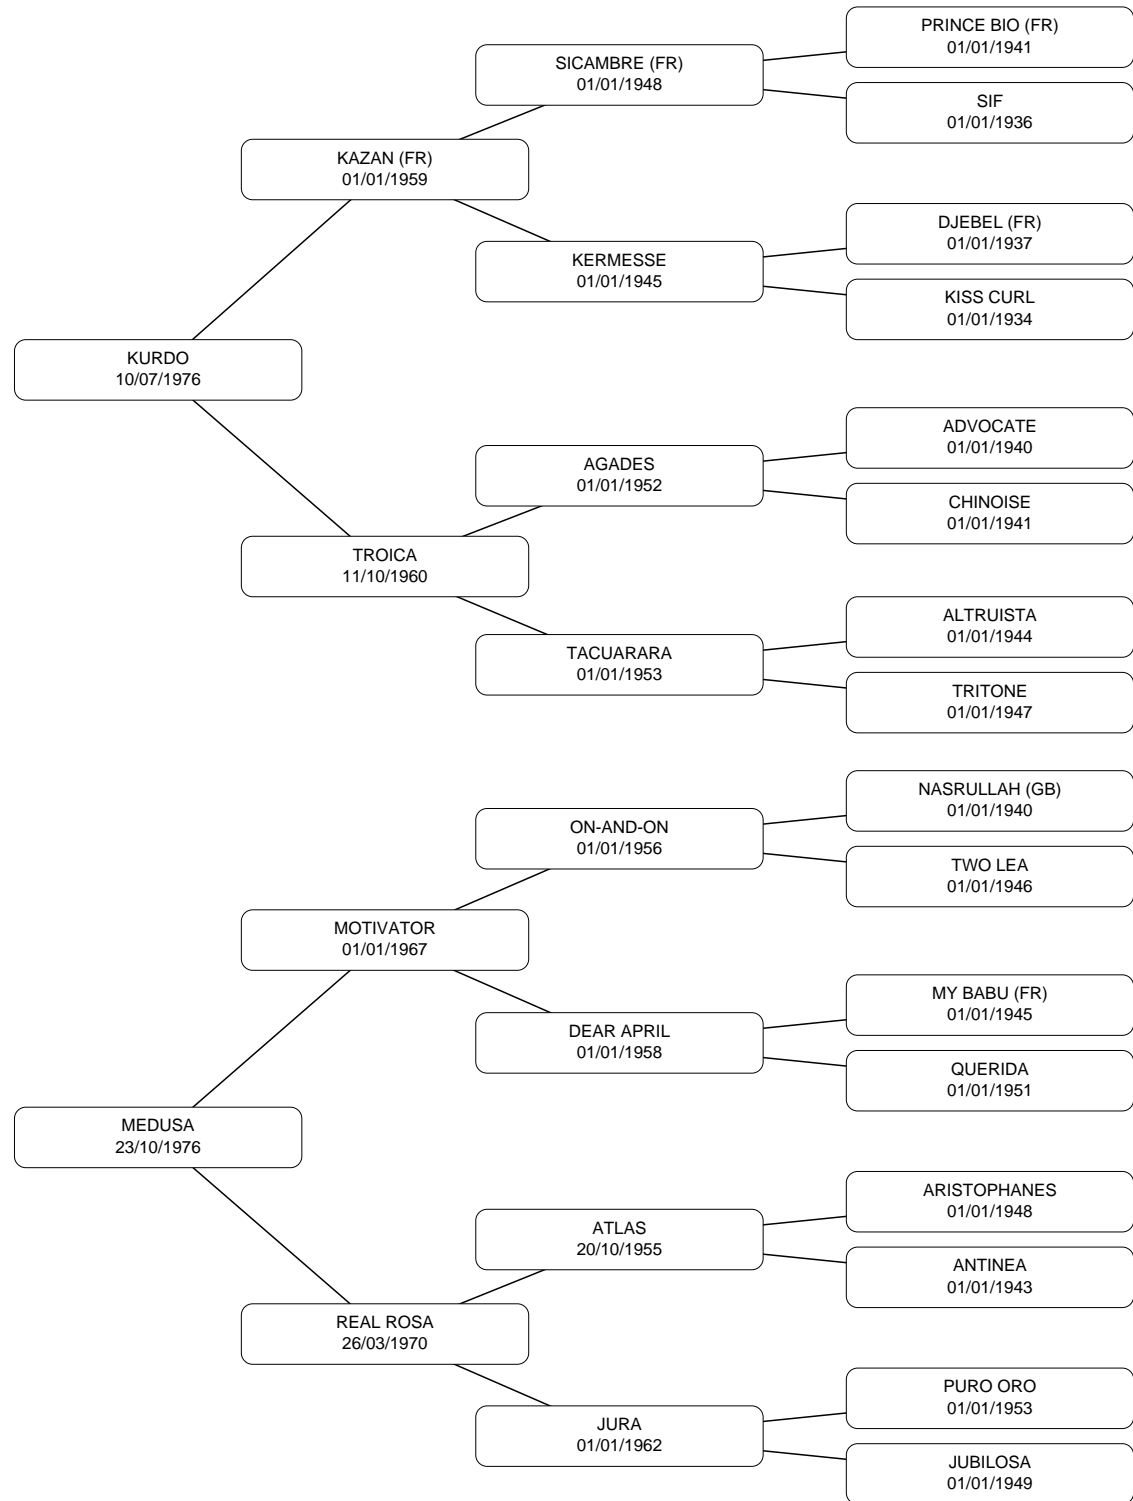 PRINCE BIO (FR)
01/01/1941
SICAMBRE (FR)
01/01/1948
SIF
01/01/1936
KAZAN (FR)
01/01/1959
DJEBEL (FR)
01/01/1937
KERMESSE
01/01/1945
KISS CURL
01/01/1934
KURDO
10/07/1976
ADVOCATE
01/01/1940
AGADES
01/01/1952
CHINOISE
01/01/1941
TROICA
11/10/1960
ALTRUISTA
01/01/1944
TACUARARA
01/01/1953
TRITONE
01/01/1947
NASRULLAH (GB)
01/01/1940
ON-AND-ON
01/01/1956
TWO LEA
01/01/1946
MOTIVATOR
01/01/1967
MY BABU (FR)
01/01/1945
DEAR APRIL
01/01/1958
QUERIDA
01/01/1951
MEDUSA
23/10/1976
ARISTOPHANES
01/01/1948
ATLAS
20/10/1955
ANTINEA
01/01/1943
REAL ROSA
26/03/1970
PURO ORO
01/01/1953
JURA
01/01/1962
JUBILOSA
01/01/1949